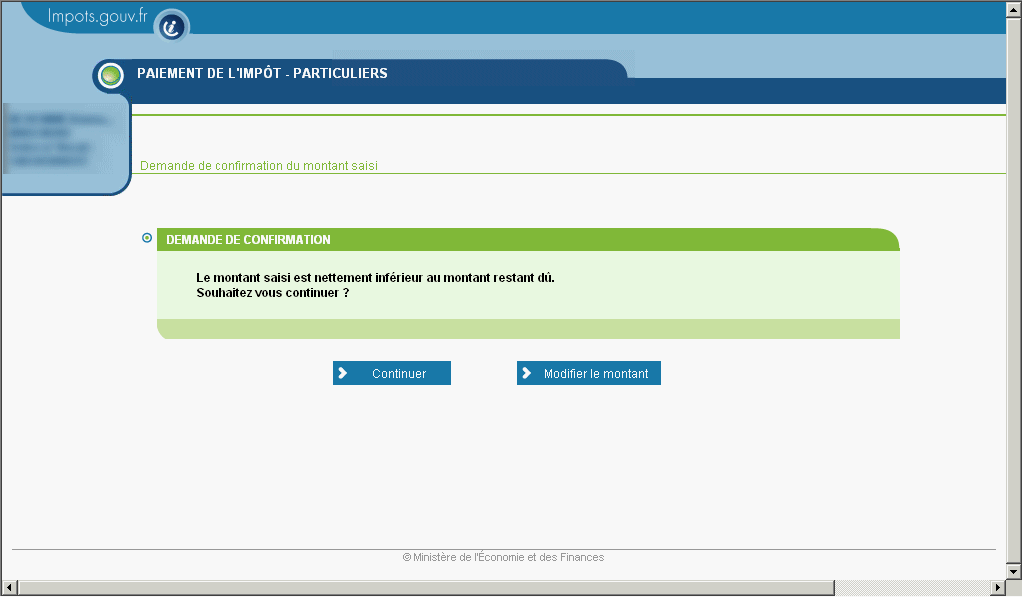 Impots.gouv.fr
PAIEMENT DE L'IMPÔT - PARTICULIERS
Demande de confirmation du montant saisi
DEMANDE DE CONFIRMATION
Le montant saisi est nettement inférieur au montant restant dû.
Souhaitez vous continuer ?
Continuer
Modifier le montant
© Ministère de l'Économie et des Finances